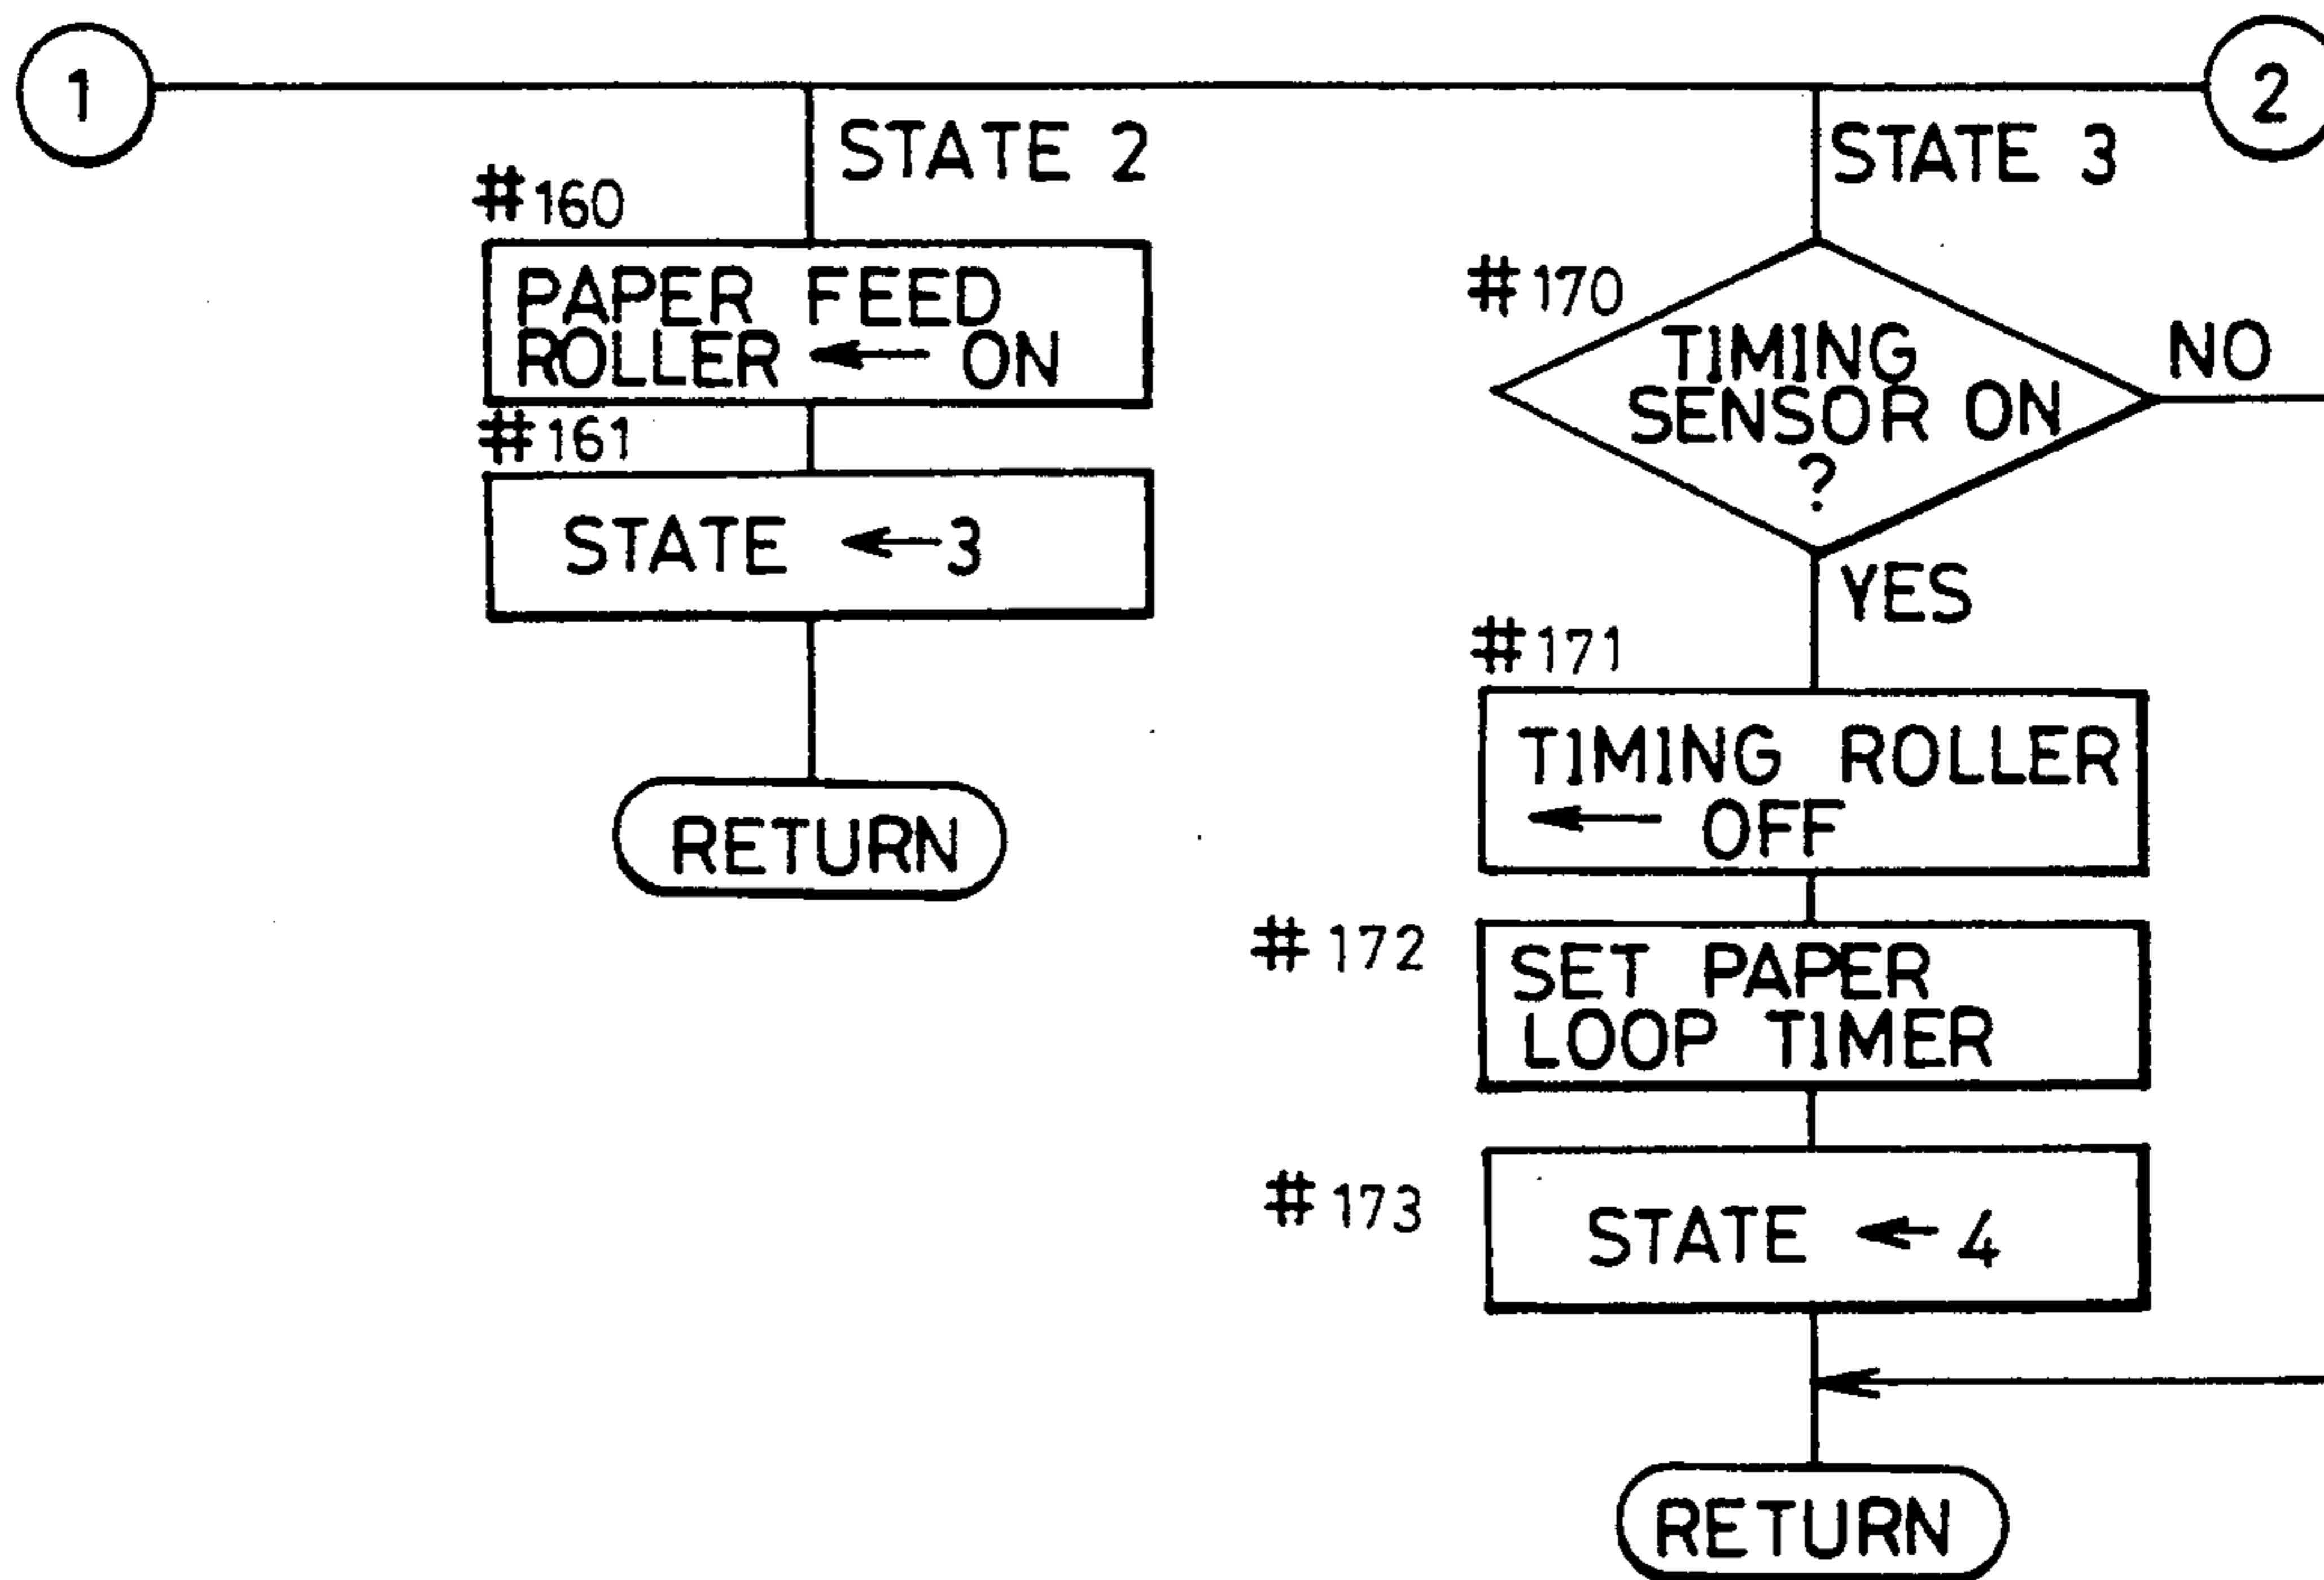 1
2
STATE 2
#160
PAPER FEED
ROLLER ← ON
#161
STATE ← 3
RETURN
STATE 3
#170
TIMING
SENSOR ON
?
NO
YES
#171
TIMING ROLLER
← OFF
#172
SET PAPER
LOOP TIMER
#173
STATE ← 4
RETURN